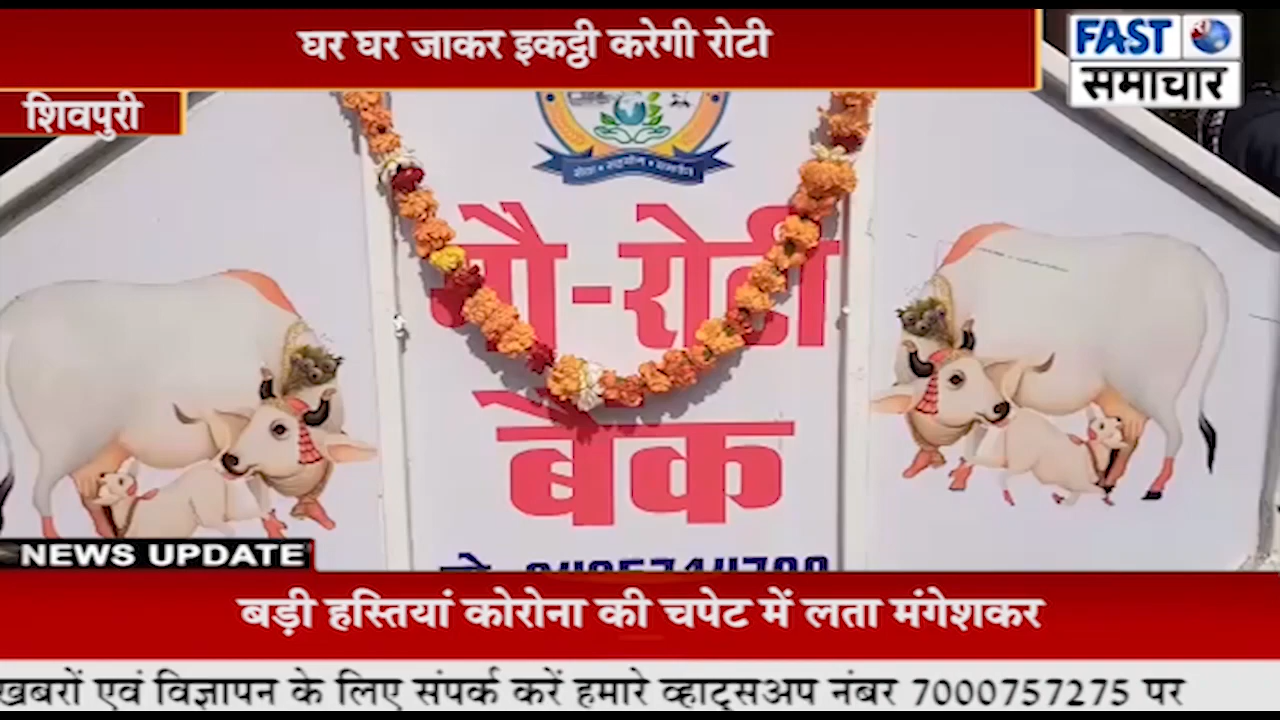 घर घर जाकर इकट्ठी करेगी रोटी
FAST
समाचार
शिवपुरी
गौ-रोटी
बैंक
NEWS UPDATE
बड़ी हस्तियां कोरोना की चपेट में लता मंगेशकर
खबरों एवं विज्ञापन के लिए संपर्क करें हमारे व्हाट्सअप नंबर 7000757275 पर